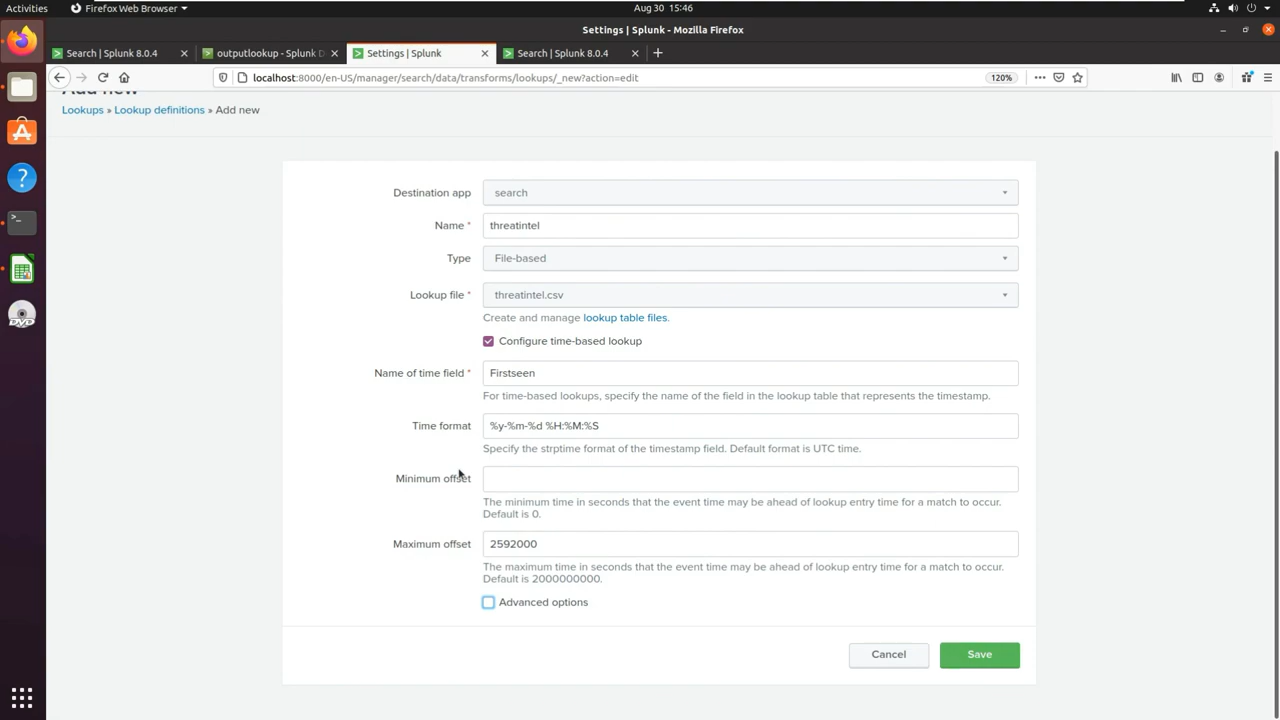 Activities
Firefox Web Browser
Aug 30 15:46
Settings | Splunk - Mozilla Firefox
Search | Splunk 8.0.4
outputlookup - Splunk D
Settings | Splunk
Search | Splunk 8.0.4
localhost:8000/en-US/manager/search/data/transforms/lookups/_new?action=edit
120%
Add new
Lookups » Lookup definitions » Add new
Destination app
search
Name *
threatintel
Type
File-based
Lookup file *
threatintel.csv
Create and manage lookup table files.
Configure time-based lookup
Name of time field *
Firstseen
For time-based lookups, specify the name of the field in the lookup table that represents the timestamp.
Time format
%y-%m-%d %H:%M:%S
Specify the strptime format of the timestamp field. Default format is UTC time.
Minimum offset
The minimum time in seconds that the event time may be ahead of lookup entry time for a match to occur.
Default is 0.
Maximum offset
2592000
The maximum time in seconds that the event time may be ahead of lookup entry time for a match to occur.
Default is 2000000000.
Advanced options
Cancel
Save
DVD